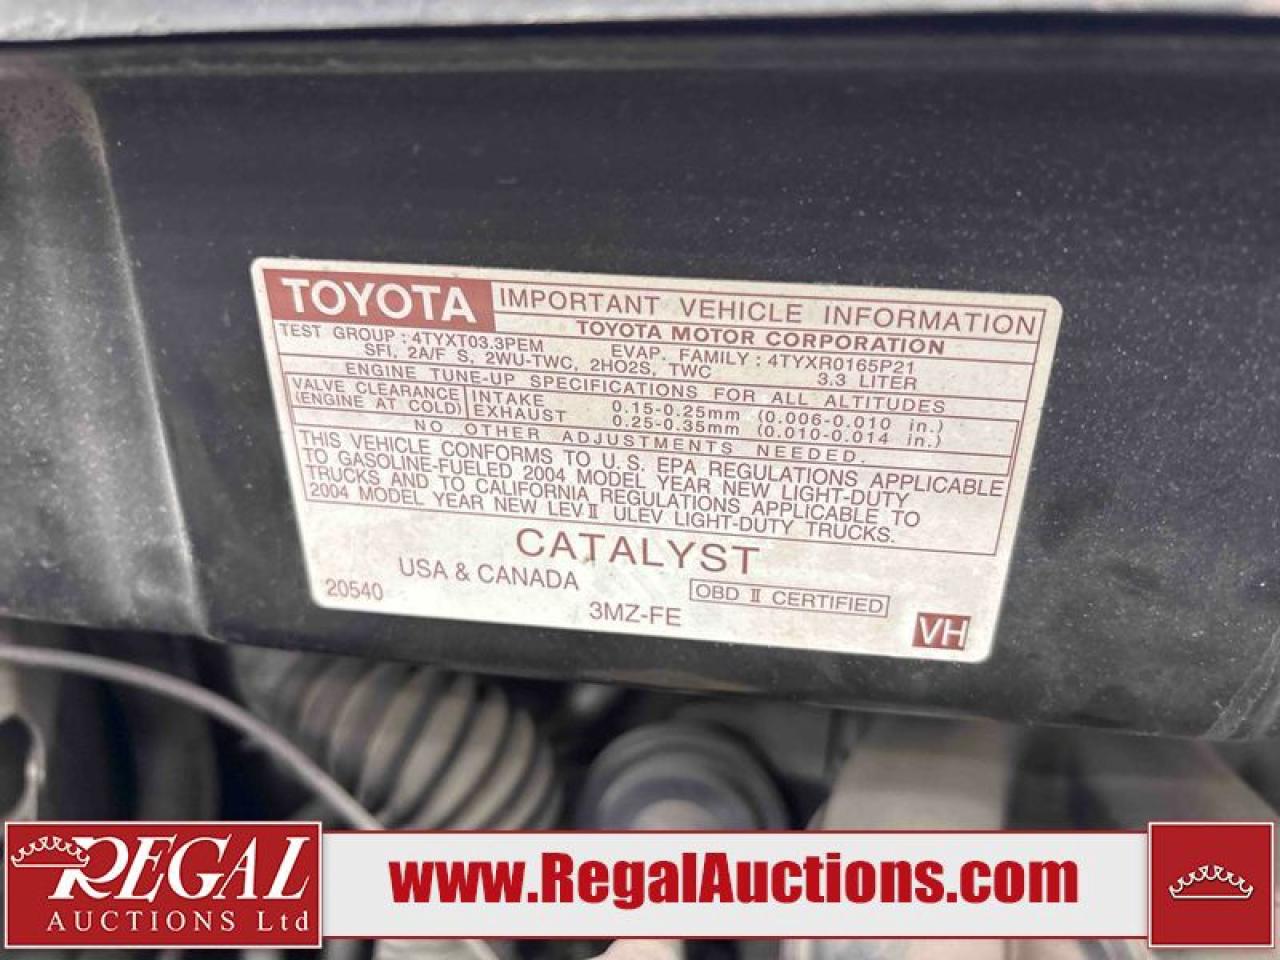 TOYOTA IMPORTANT VEHICLE INFORMATION
TOYOTA MOTOR CORPORATION
TEST GROUP : 4TYXT03.3PEM EVAP. FAMILY : 4TYXR0165P21
SFI, 2A/F S, 2WU-TWC, 2HO2S, TWC 3.3 LITER
ENGINE TUNE-UP SPECIFICATIONS FOR ALL ALTITUDES
VALVE CLEARANCE INTAKE 0.15-0.25mm (0.006-0.010 in.)
(ENGINE AT COLD) EXHAUST 0.25-0.35mm (0.010-0.014 in.)
NO OTHER ADJUSTMENTS NEEDED.
THIS VEHICLE CONFORMS TO U.S. EPA REGULATIONS APPLICABLE
TO GASOLINE-FUELED 2004 MODEL YEAR NEW LIGHT-DUTY
TRUCKS AND TO CALIFORNIA REGULATIONS APPLICABLE TO
2004 MODEL YEAR NEW LEV II ULEV LIGHT-DUTY TRUCKS.
CATALYST
USA & CANADA OBD II CERTIFIED
20540 3MZ-FE VH
REGAL
AUCTIONS Ltd
www.RegalAuctions.com